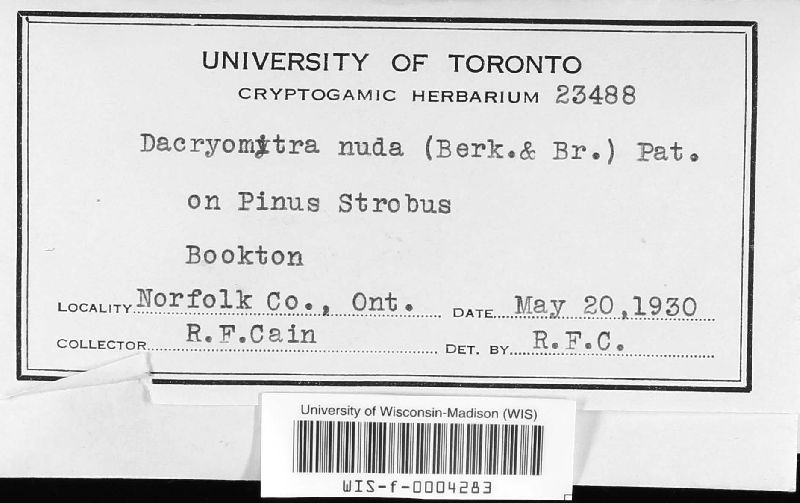 UNIVERSITY OF TORONTO
CRYPTOGAMIC HERBARIUM 23488
Dacryomitra nuda (Berk.& Br.) Pat.
on Pinus Strobus
Bookton
LOCALITY Norfolk Co., Ont. DATE May 20,1930
COLLECTOR R.F.Cain DET. BY R.F.C.
University of Wisconsin-Madison (WIS)
WIS-f-0004283